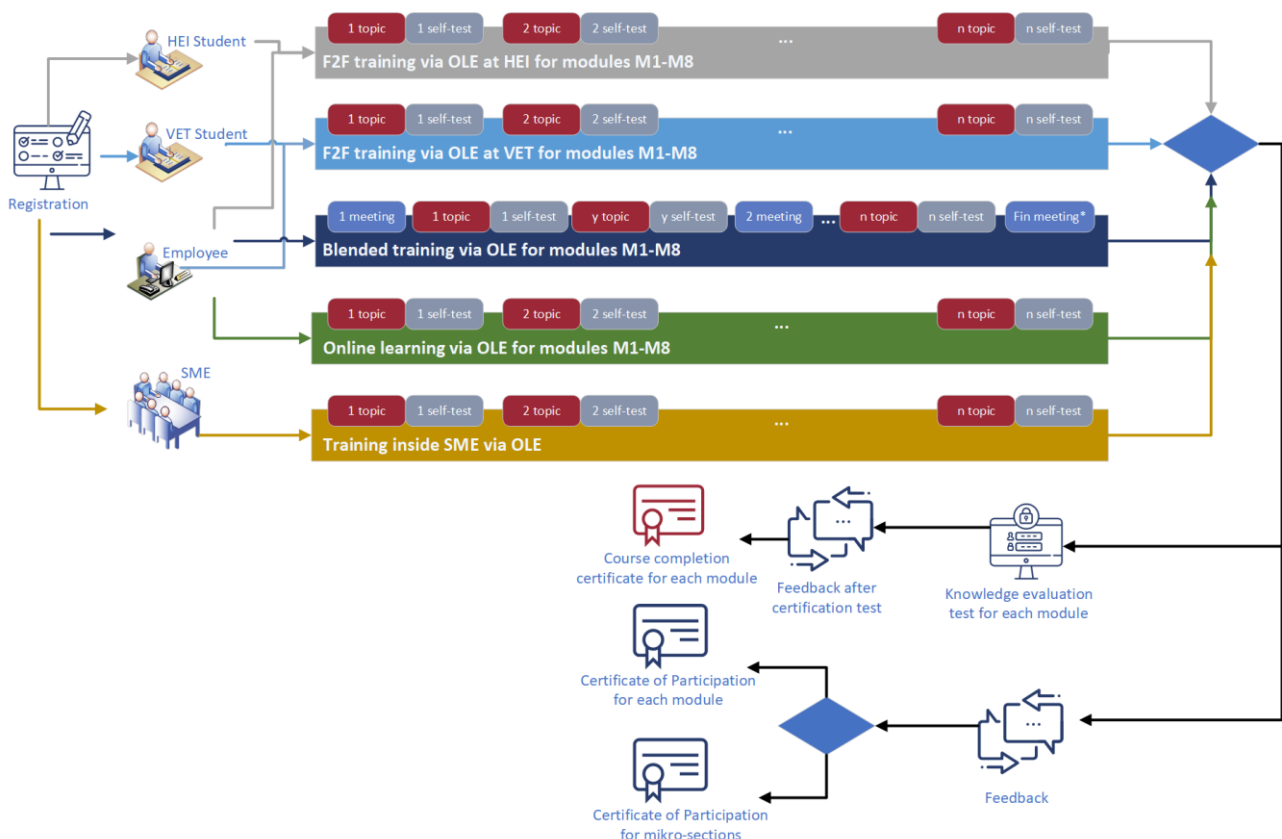 HEI Student
1 topic 1 self-test 2 topic 2 self-test ... n topic n self-test
F2F training via OLE at HEI for modules M1-M8
VET Student
1 topic 1 self-test 2 topic 2 self-test ... n topic n self-test
F2F training via OLE at VET for modules M1-M8
Registration
1 meeting 1 topic 1 self-test y topic y self-test 2 meeting ... n topic n self-test Fin meeting*
Employee
Blended training via OLE for modules M1-M8
1 topic 1 self-test 2 topic 2 self-test ... n topic n self-test
Online learning via OLE for modules M1-M8
SME
1 topic 1 self-test 2 topic 2 self-test ... n topic n self-test
Training inside SME via OLE
...
Course completion
certificate for each module
Feedback after
certification test
Knowledge evaluation
test for each module
Certificate of Participation
for each module
...
Feedback
Certificate of Participation
for mikro-sections